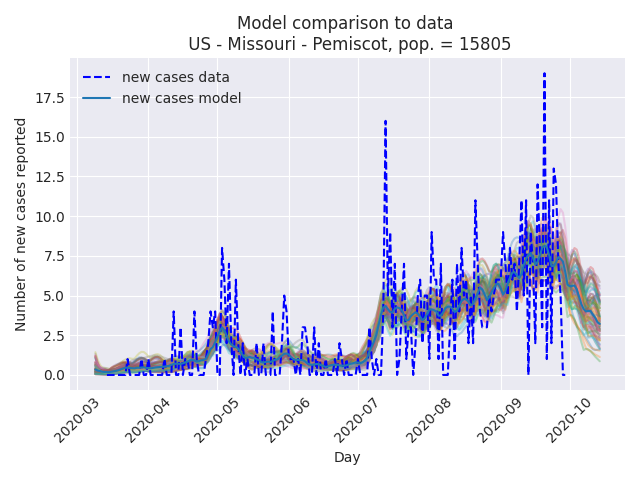 Model comparison to data
US - Missouri - Pemiscot, pop. = 15805
new cases data
new cases model
Number of new cases reported
17.5
15.0
12.5
10.0
7.5
5.0
2.5
0.0
2020-03
2020-04
2020-05
2020-06
2020-07
2020-08
2020-09
2020-10
Day